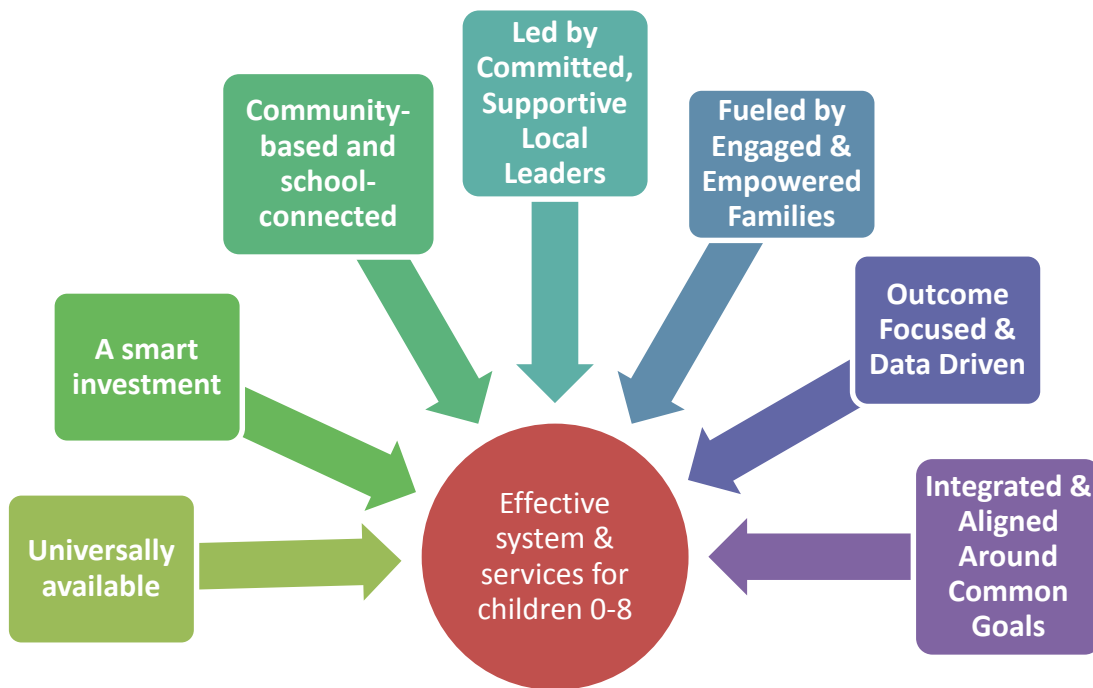 Universally
available
A smart
investment
Community-
based and
school-
connected
Led by
Committed,
Supportive
Local
Leaders
Fueled by
Engaged &
Empowered
Families
Outcome
Focused &
Data Driven
Integrated &
Aligned
Around
Common
Goals
Effective
system &
services for
children 0-8